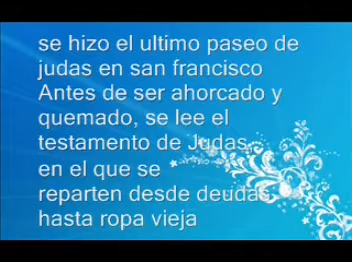 se hizo el ultimo paseo de
judas en san francisco
Antes de ser ahorcado y
quemado, se lee el
testamento de Judas,
en el que se
reparten desde deudas
hasta ropa vieja